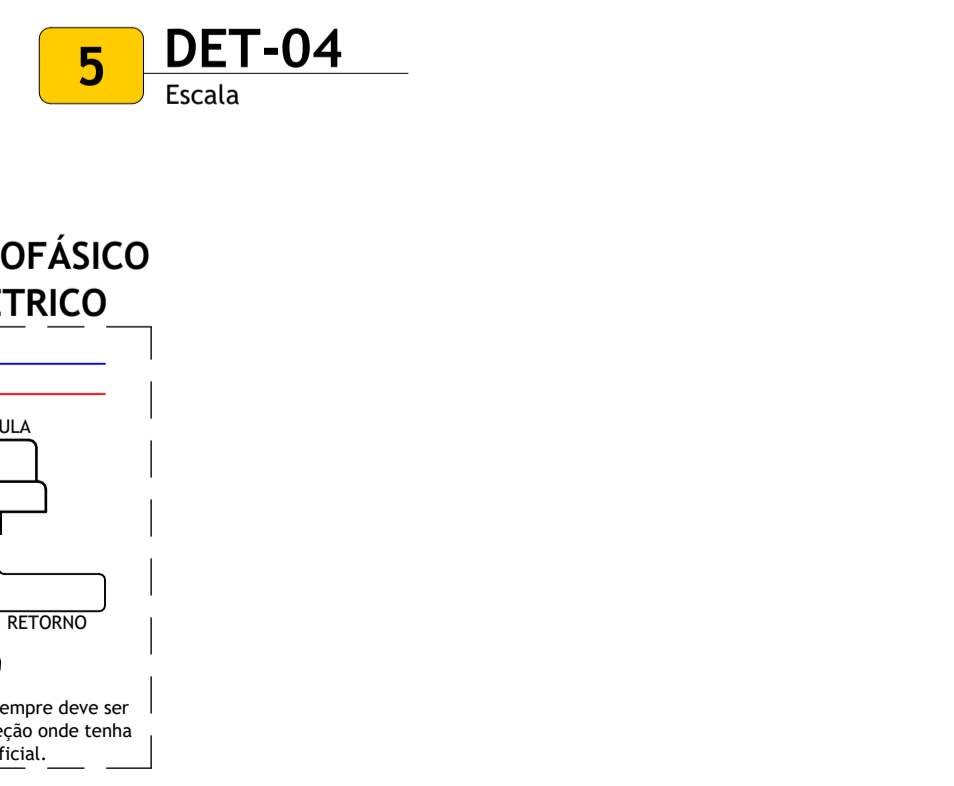 5
DET-04
Escala
OFÁSICO
TRICO
ULA
RETORNO
empre deve ser
eção onde tenha
ficial.